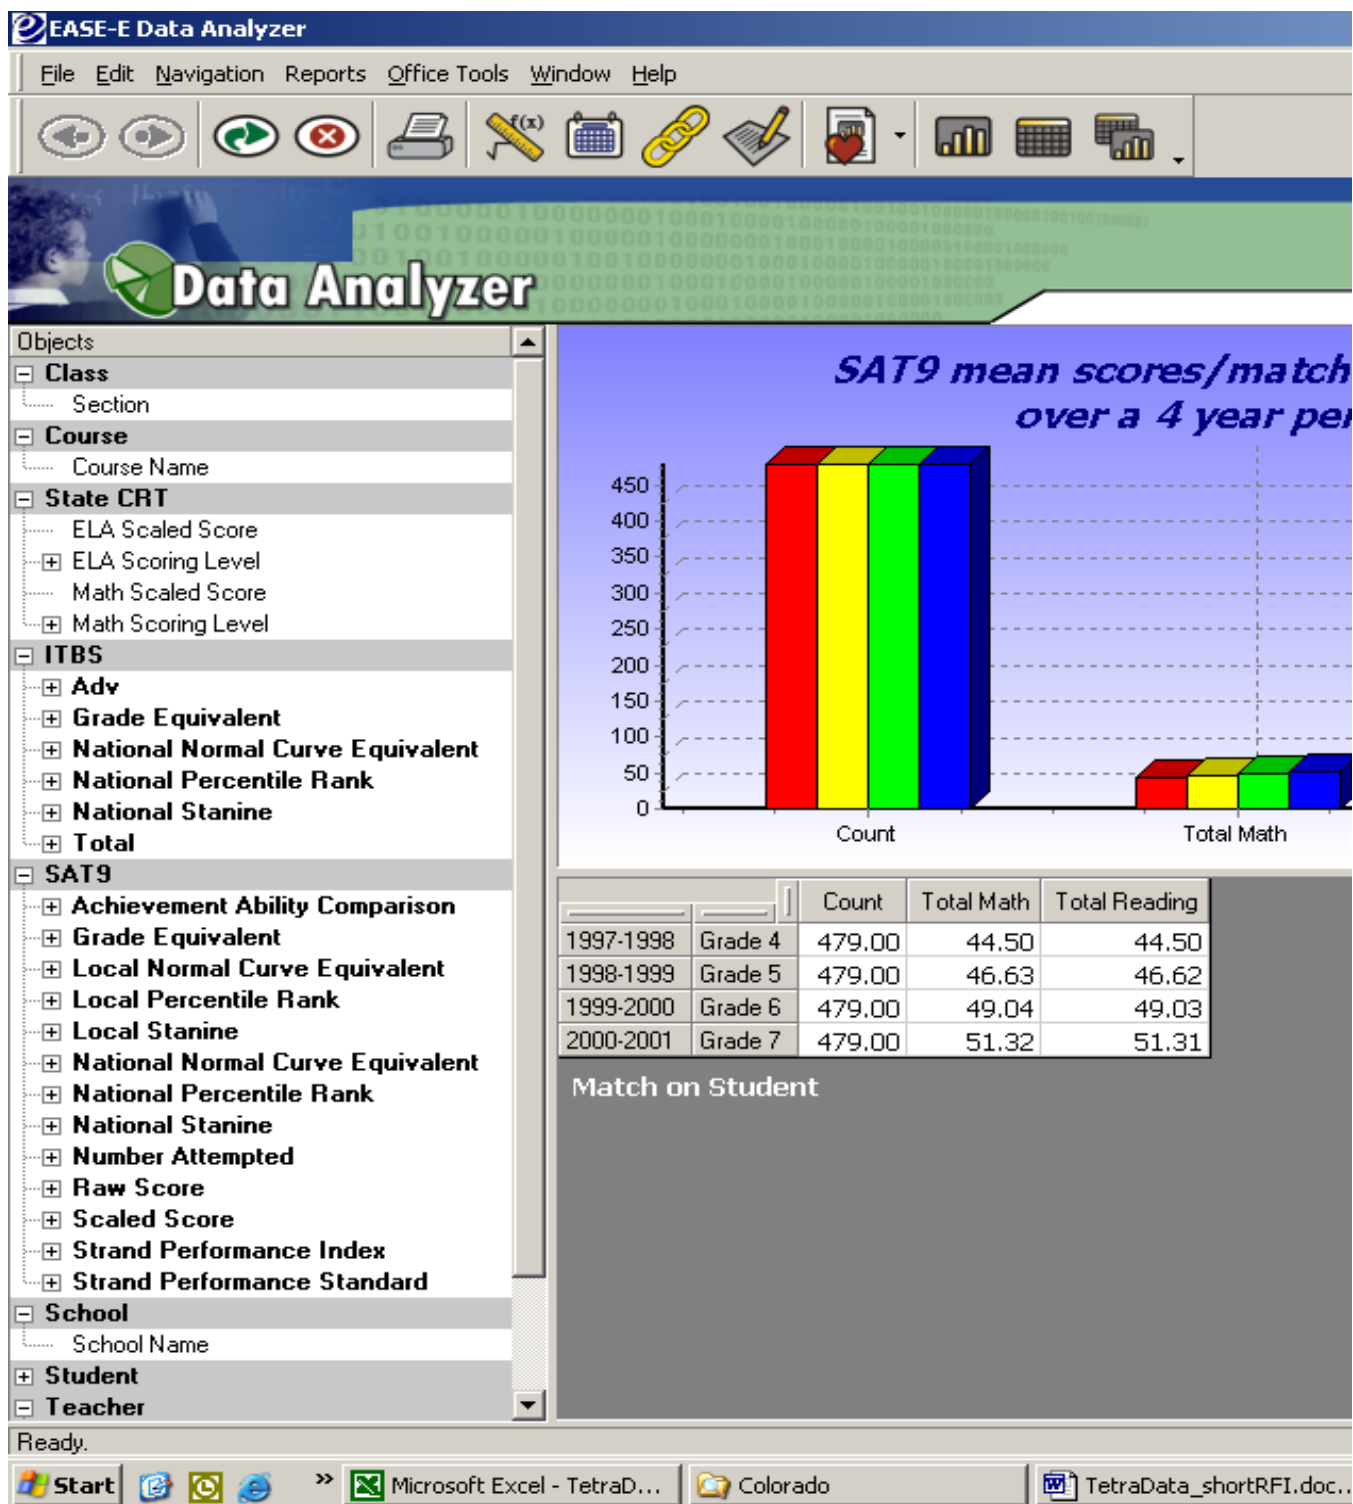 EASE-E Data Analyzer
File Edit Navigation Reports Office Tools Window Help
f(x)
Data Analyzer
Objects
Class
Section
Course
Course Name
State CRT
ELA Scaled Score
ELA Scoring Level
Math Scaled Score
Math Scoring Level
ITBS
Adv
Grade Equivalent
National Normal Curve Equivalent
National Percentile Rank
National Stanine
Total
SAT9
Achievement Ability Comparison
Grade Equivalent
Local Normal Curve Equivalent
Local Percentile Rank
Local Stanine
National Normal Curve Equivalent
National Percentile Rank
National Stanine
Number Attempted
Raw Score
Scaled Score
Strand Performance Index
Strand Performance Standard
School
School Name
Student
Teacher
SAT9 mean scores/match
over a 4 year per
450
400
350
300
250
200
150
100
50
0
Count Total Math
Count Total Math Total Reading
1997-1998 Grade 4 479.00 44.50 44.50
1998-1999 Grade 5 479.00 46.63 46.62
1999-2000 Grade 6 479.00 49.04 49.03
2000-2001 Grade 7 479.00 51.32 51.31
Match on Student
Ready.
Start » Microsoft Excel - TetraD... Colorado TetraData_shortRFI.doc...